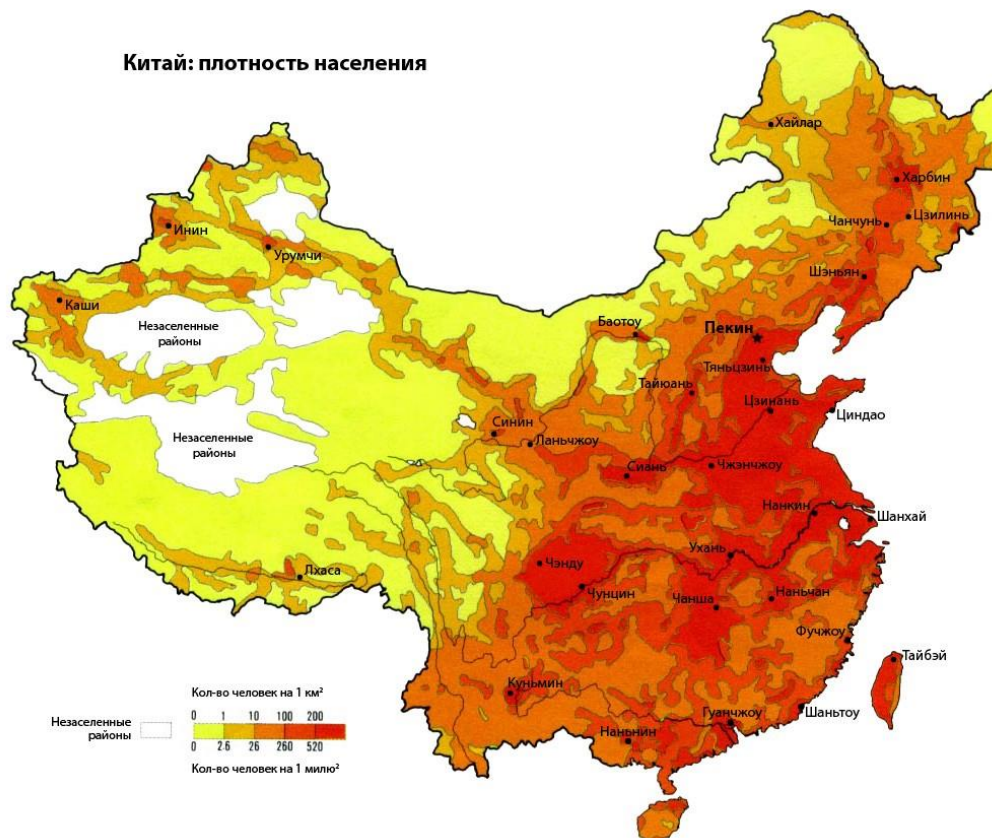 Китай: плотность населения
Хайлар
Харбин
Чанчунь
Цзилинь
Инин
Урумчи
Шэньян
Каши
Незаселенные
районы
Баотоу
Пекин
Тяньцзинь
Тайюань
Цзинань
Циндао
Синин
Ланьчжоу
Незаселенные
районы
Сиань
Чжэнчжоу
Нанкин
Шанхай
Ухань
Чэнду
Лхаса
Чунцин
Чанша
Наньчан
Фучжоу
Тайбэй
Куньмин
Шаньтоу
Гуанчжоу
Наньнин
Кол-во человек на 1 км²
Незаселенные
районы
0 1 10 100 200
0 2.6 26 260 520
Кол-во человек на 1 милю²